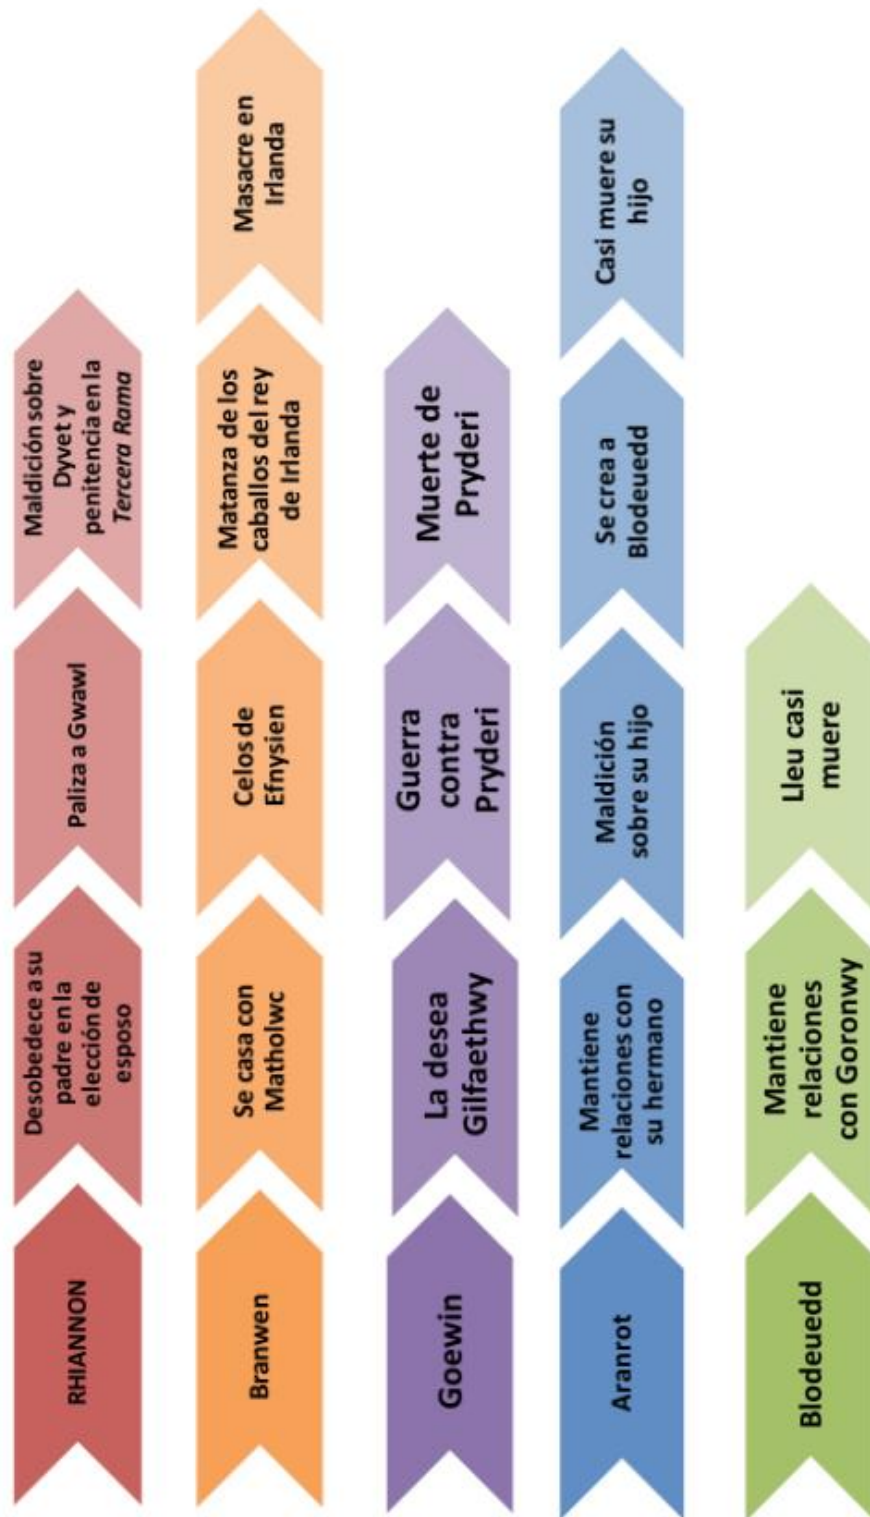 RHIANNON
Desobedece a su
padre en la
elección de
esposo
Paliza a Gwawl
Maldición sobre
Dyvet y
penitencia en la
Tercera Rama
Branwen
Se casa con
Matholwc
Celos de
Efnysien
Matanza de los
caballos del rey
de Irlanda
Masacre en
Irlanda
Goewin
La desea
Gilfaethwy
Guerra
contra
Pryderi
Muerte de
Pryderi
Aranrot
Mantiene
relaciones con
su hermano
Maldición
sobre su hijo
Se crea a
Blodeuedd
Casi muere su
hijo
Blodeuedd
Mantiene
relaciones
con Goronwy
Lleu casi
muere